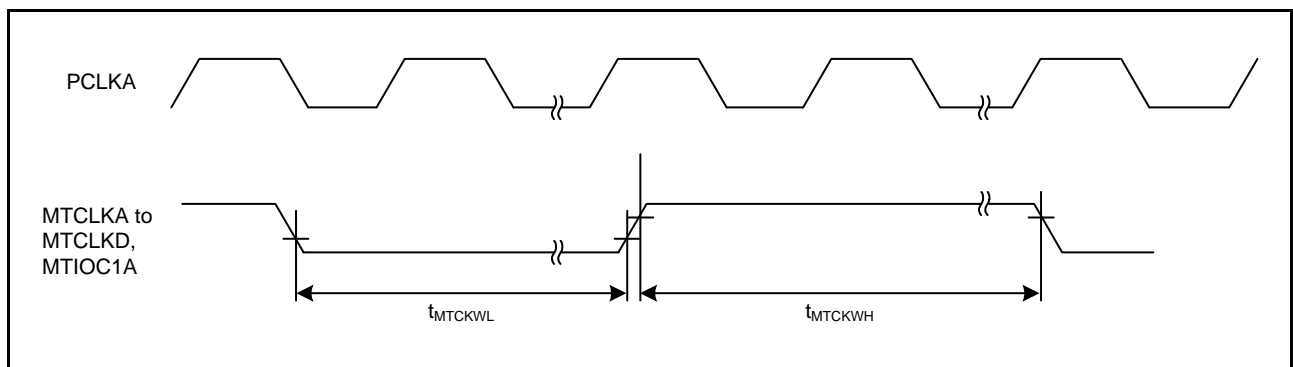 PCLKA
MTCLKA to
MTCLKD,
MTIOC1A
tMTCKWL
tMTCKWH